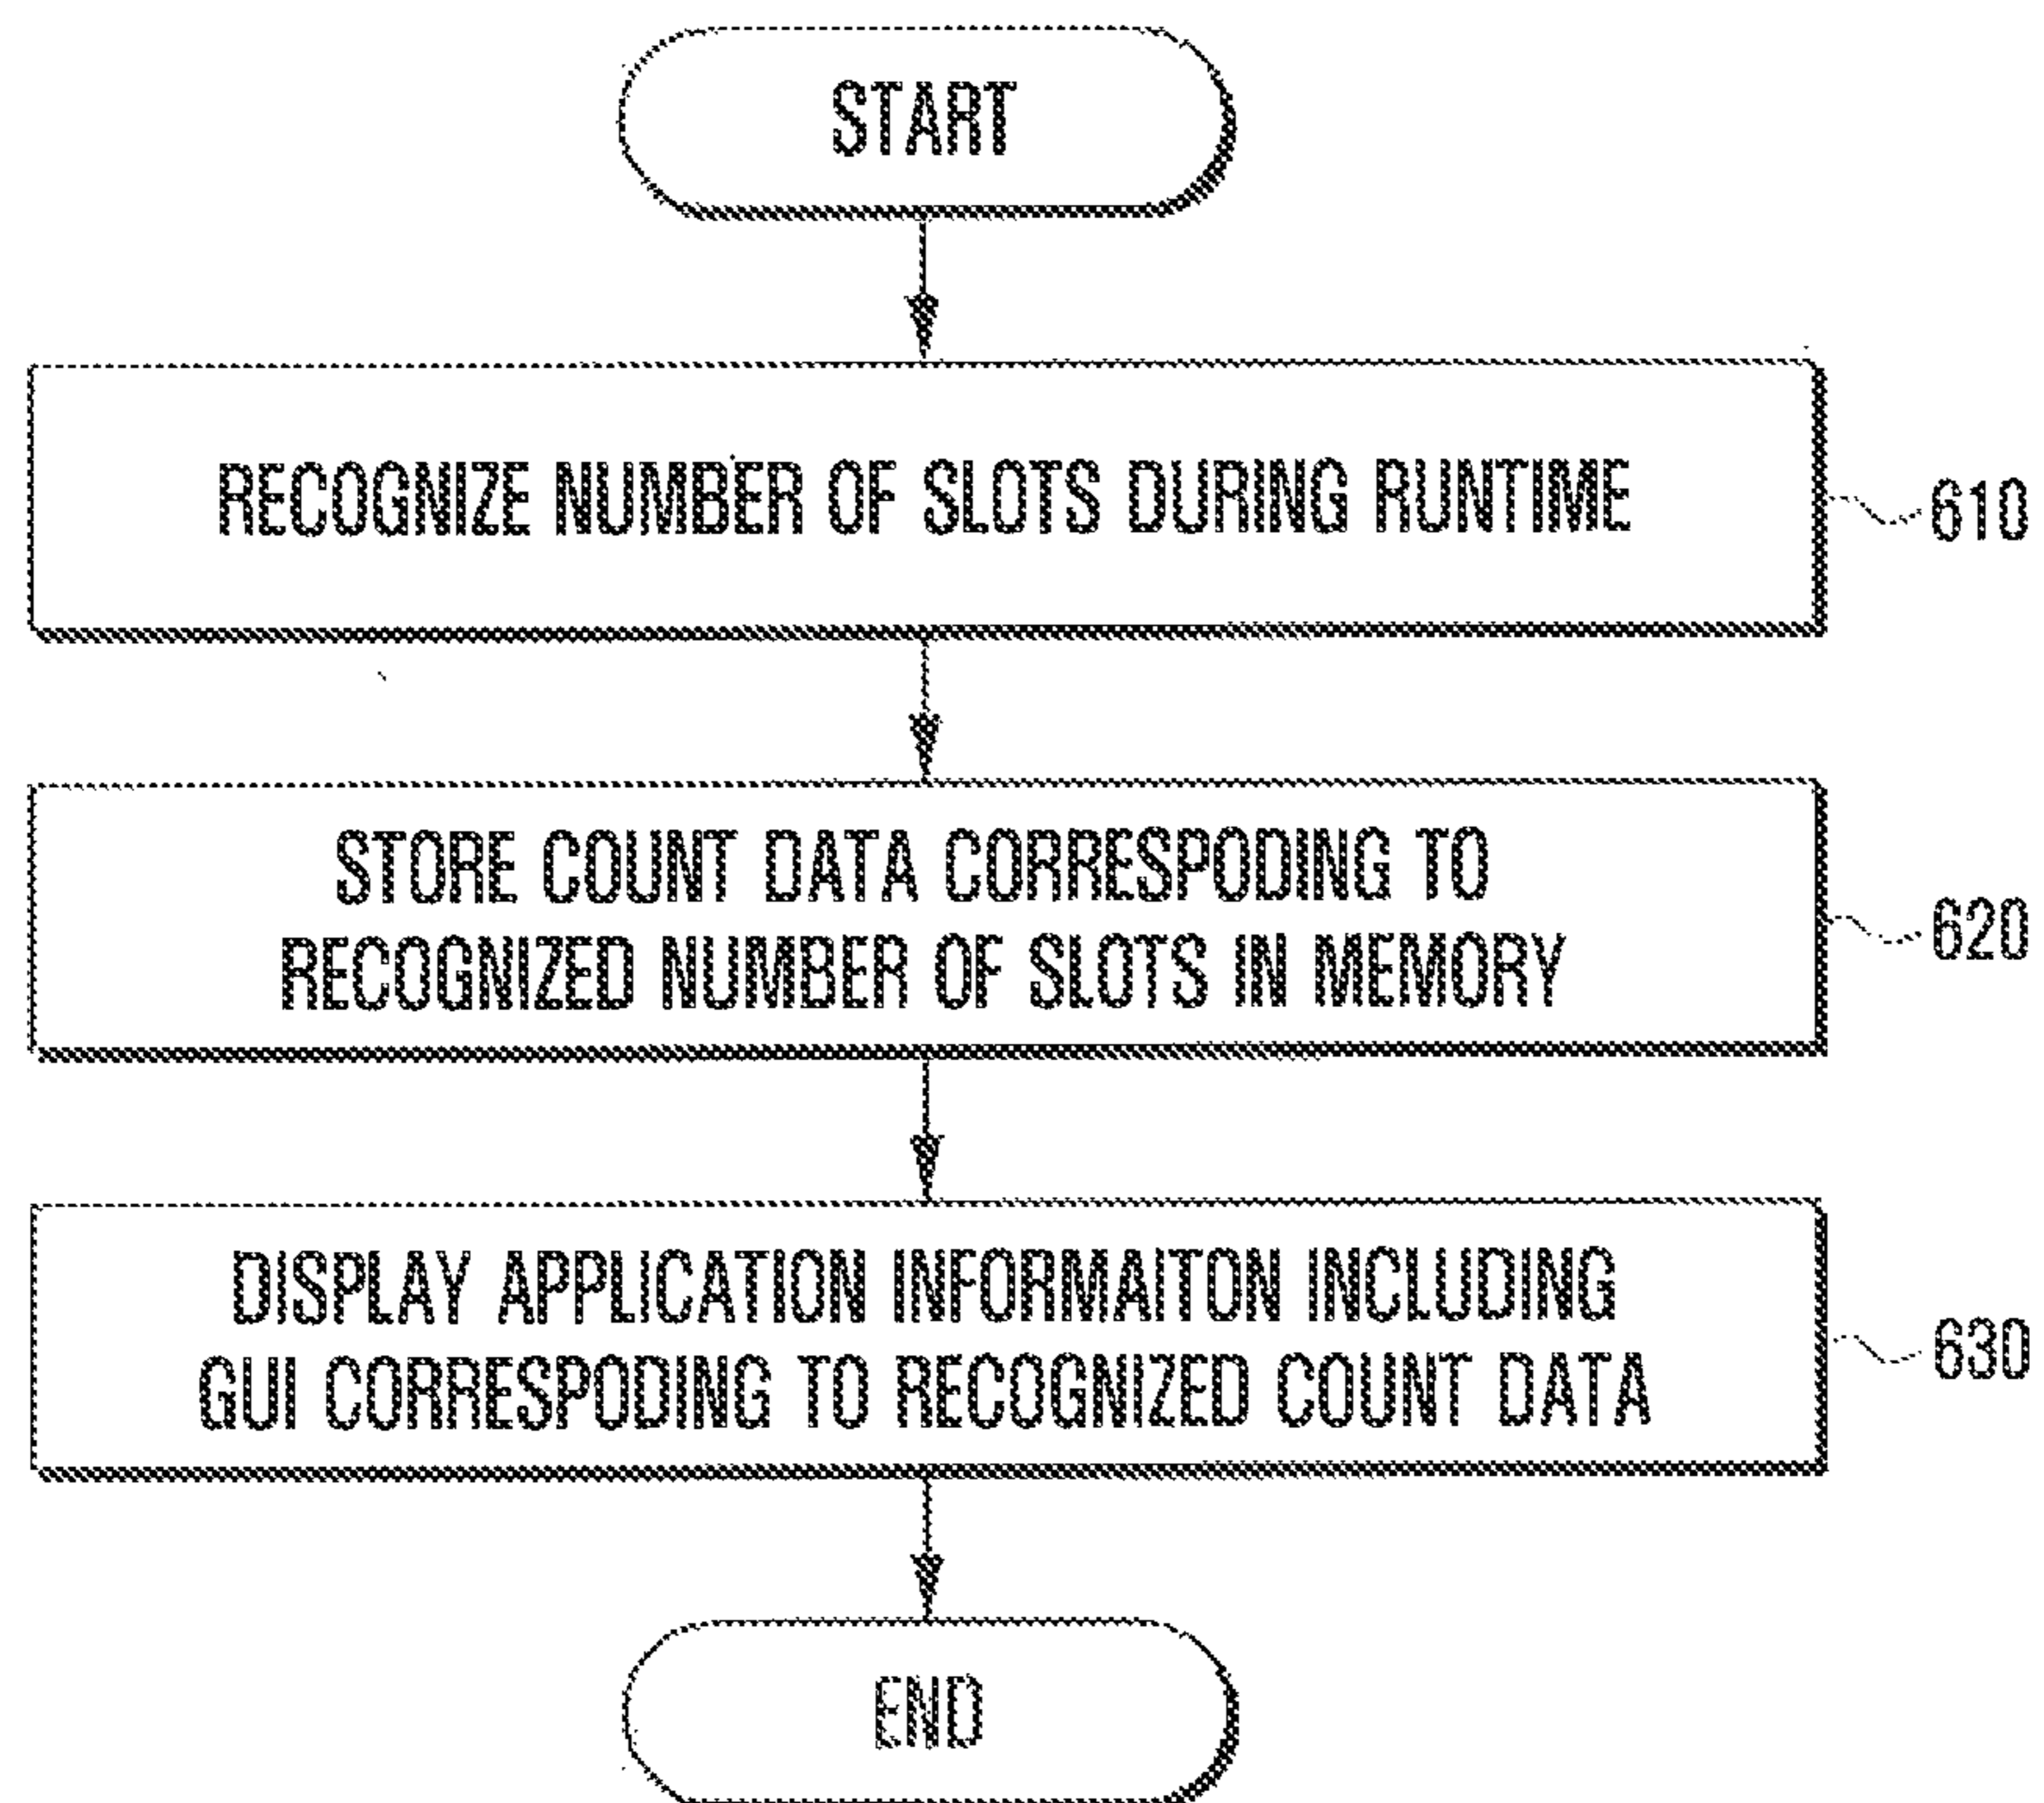 START
RECOGNIZE NUMBER OF SLOTS DURING RUNTIME
610
STORE COUNT DATA CORRESPODING TO
RECOGNIZED NUMBER OF SLOTS IN MEMORY
620
DISPLAY APPLICATION INFORMAITON INCLUDING
GUI CORRESPODING TO RECOGNIZED COUNT DATA
630
END